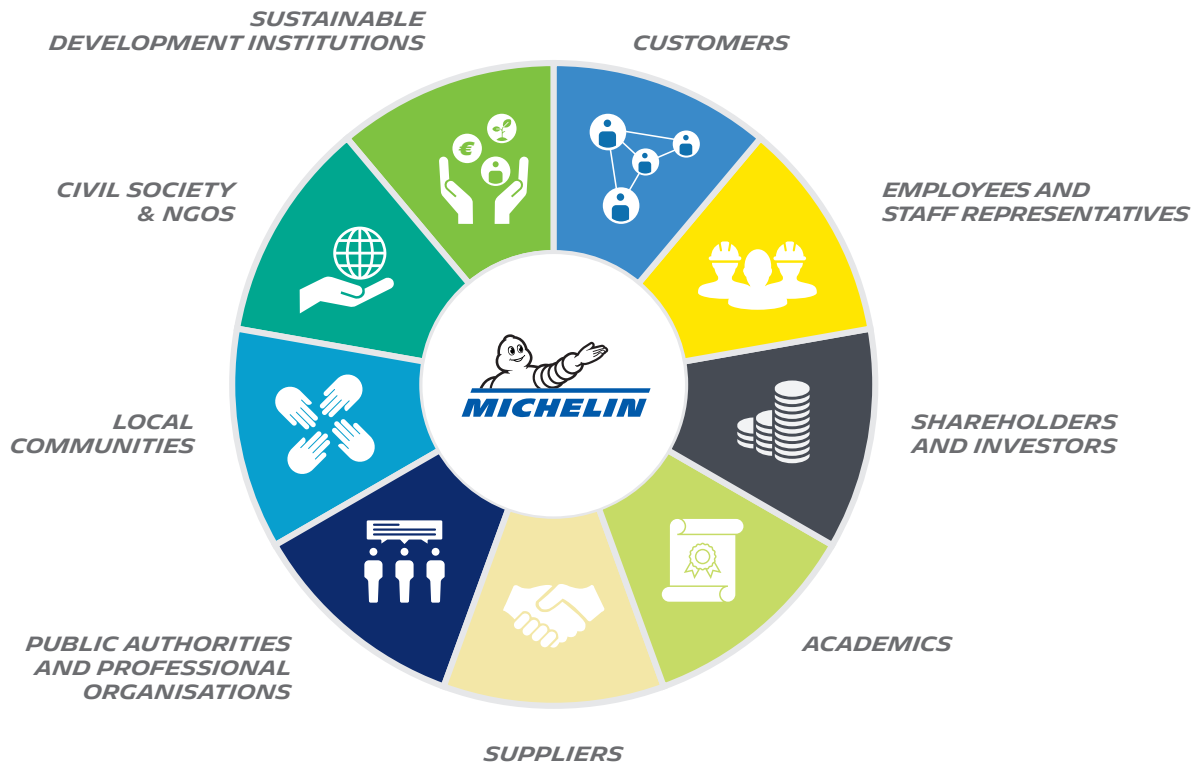 SUSTAINABLE
DEVELOPMENT INSTITUTIONS
CUSTOMERS
CIVIL SOCIETY
& NGOS
EMPLOYEES AND
STAFF REPRESENTATIVES
€
MICHELIN
LOCAL
COMMUNITIES
SHAREHOLDERS
AND INVESTORS
PUBLIC AUTHORITIES
AND PROFESSIONAL
ORGANISATIONS
ACADEMICS
SUPPLIERS